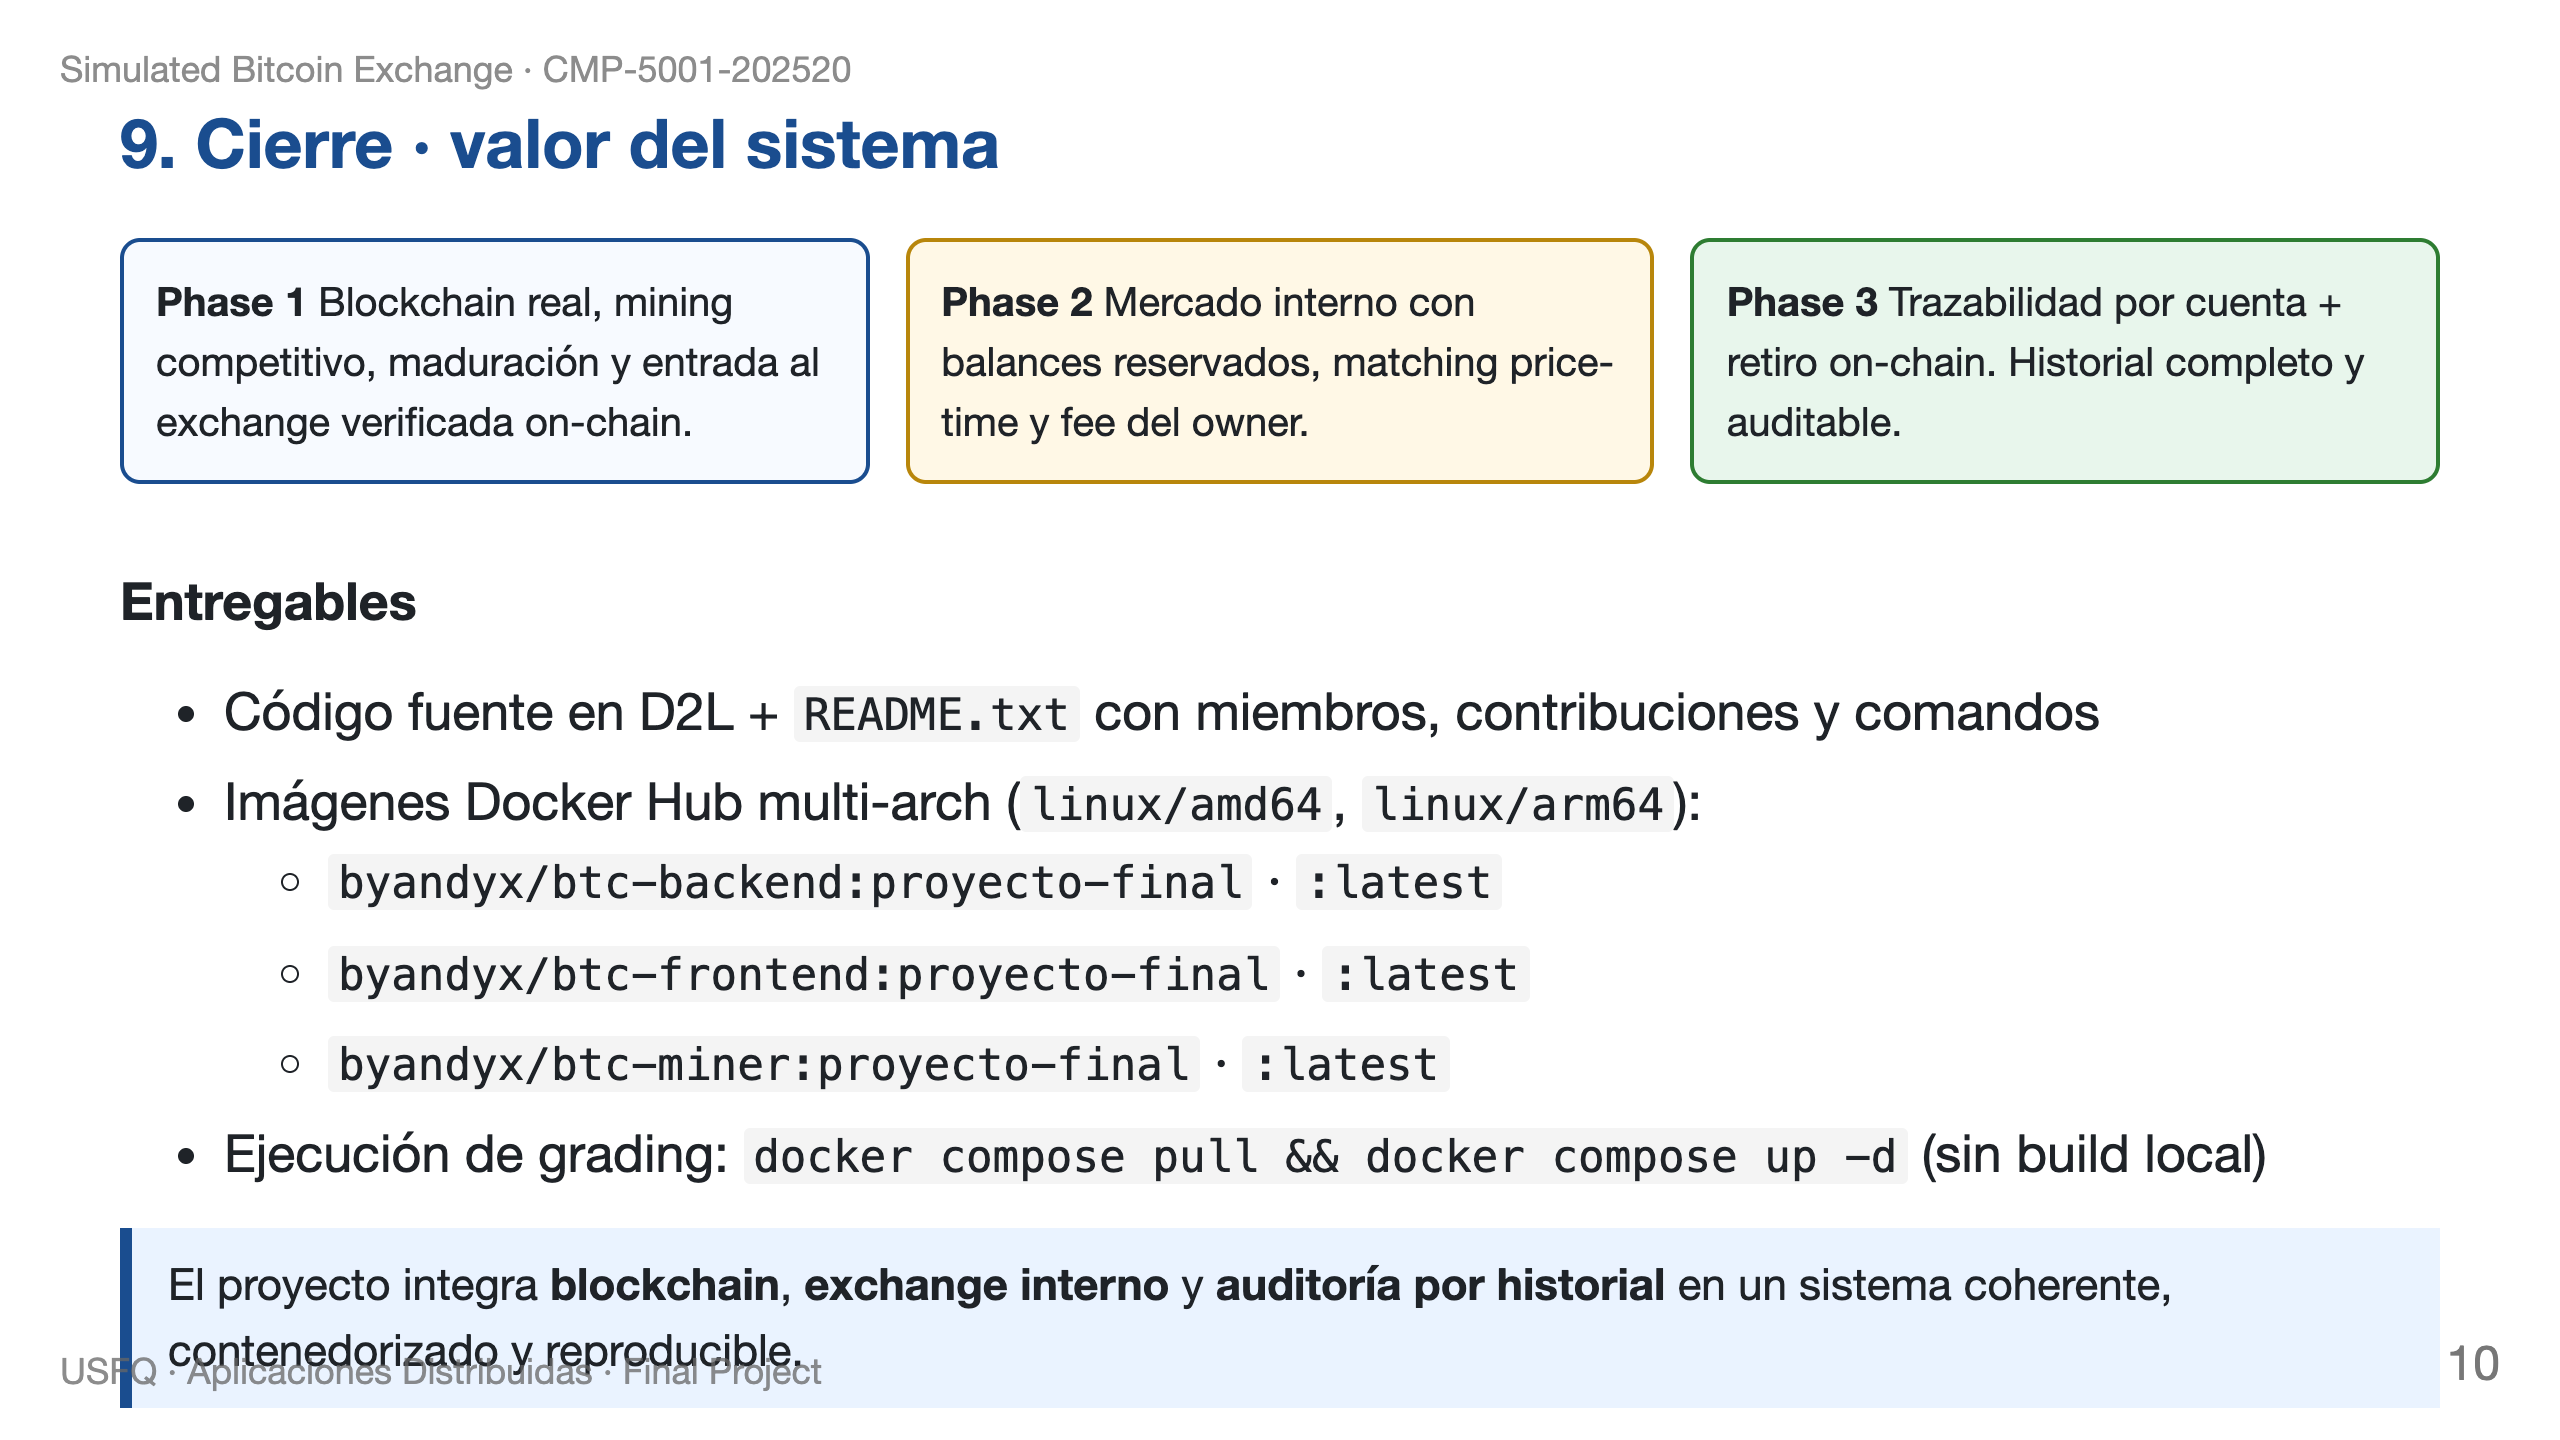 Simulated Bitcoin Exchange · CMP-5001-202520
9. Cierre · valor del sistema
Phase 1 Blockchain real, mining
competitivo, maduración y entrada al
exchange verificada on-chain.
Phase 2 Mercado interno con
balances reservados, matching price-
time y fee del owner.
Phase 3 Trazabilidad por cuenta +
retiro on-chain. Historial completo y
auditable.
Entregables
• Código fuente en D2L + README.txt con miembros, contribuciones y comandos
• Imágenes Docker Hub multi-arch (linux/amd64, linux/arm64):
○ byandyx/btc-backend:proyecto-final · :latest
○ byandyx/btc-frontend:proyecto-final · :latest
○ byandyx/btc-miner:proyecto-final · :latest
• Ejecución de grading: docker compose pull && docker compose up -d (sin build local)
El proyecto integra blockchain, exchange interno y auditoría por historial en un sistema coherente,
contenedorizado y reproducible.
USFQ · Aplicaciones Distribuidas · Final Project
10